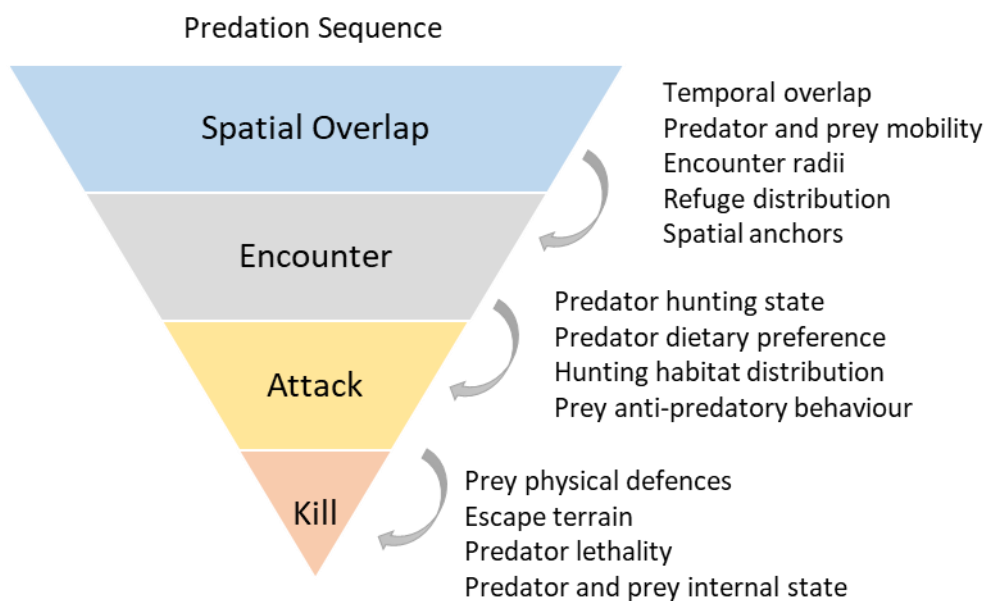 Predation Sequence
Spatial Overlap
Temporal overlap
Predator and prey mobility
Encounter radii
Refuge distribution
Spatial anchors
Encounter
Predator hunting state
Predator dietary preference
Hunting habitat distribution
Prey anti-predatory behaviour
Attack
Prey physical defences
Escape terrain
Predator lethality
Predator and prey internal state
Kill